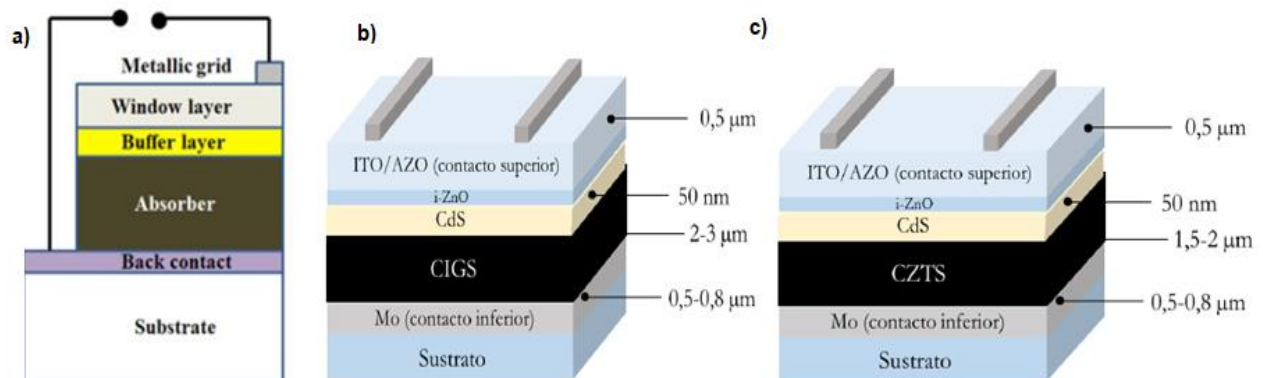 a)
Metallic grid
Window layer
Buffer layer
Absorber
Back contact
Substrate
b)
ITO/AZO (contacto superior)
i-ZnO
CdS
CIGS
Mo (contacto inferior)
Sustrato
0,5 µm
50 nm
2-3 µm
0,5-0,8 µm
c)
ITO/AZO (contacto superior)
i-ZnO
CdS
CZTS
Mo (contacto inferior)
Sustrato
0,5 µm
50 nm
1,5-2 µm
0,5-0,8 µm